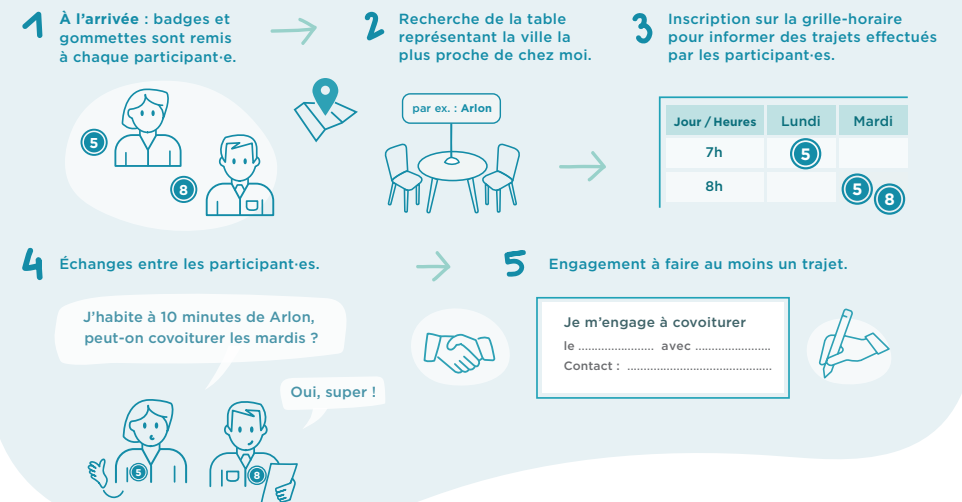 1
À l'arrivée : badges et
gommettes sont remis
à chaque participant·e.
5
8
2
Recherche de la table
représentant la ville la
plus proche de chez moi.
par ex. : Arlon
3
Inscription sur la grille-horaire
pour informer des trajets effectués
par les participant·es.
Jour / Heures Lundi Mardi
7h 5
8h 5 8
4
Échanges entre les participant·es.
J'habite à 10 minutes de Arlon,
peut-on covoiturer les mardis ?
Oui, super !
5
8
5
Engagement à faire au moins un trajet.
Je m'engage à covoiturer
le ...................... avec ......................
Contact : ...........................................